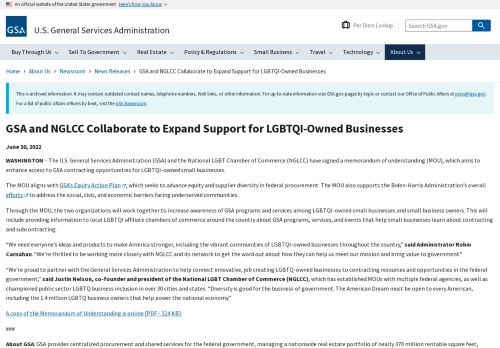 An official website of the United States government Here's how you know
GSA U.S. General Services Administration
Per Diem Lookup Search GSA.gov
Buy Through Us Sell To Government Real Estate Policy & Regulations Small Business Travel Technology About Us
Home › About Us › Newsroom › News Releases › GSA and NGLCC Collaborate to Expand Support for LGBTQI-Owned Businesses
This is archived information. It may contain outdated contact names, telephone numbers, Web links, or other information. For up-to-date information visit GSA.gov pages by topic or contact our Office of Public Affairs at press@gsa.gov.
For a list of public affairs officers by beat, visit the GSA Newsroom.
GSA and NGLCC Collaborate to Expand Support for LGBTQI-Owned Businesses
June 30, 2022
WASHINGTON – The U.S. General Services Administration (GSA) and the National LGBT Chamber of Commerce (NGLCC) have signed a memorandum of understanding (MOU), which aims to
enhance access to GSA contracting opportunities for LGBTQI-owned small businesses.
The MOU aligns with GSA's Equity Action Plan, which seeks to advance equity and supplier diversity in federal procurement. The MOU also supports the Biden-Harris Administration's overall
efforts to address the social, civic, and economic barriers facing underserved communities.
Through the MOU, the two organizations will work together to increase awareness of GSA programs and services among LGBTQI-owned small businesses and small business owners. This will
include providing information to local LGBTQI affiliate chambers of commerce around the country about GSA programs, services, and events that help small businesses learn about contracting
and subcontracting.
"We need everyone's ideas and products to make America stronger, including the vibrant communities of LGBTQI-owned businesses throughout the country," said Administrator Robin
Carnahan. "We're thrilled to be working more closely with NGLCC and its network to get the word out about how they can help us meet our mission and bring value to government."
"We're proud to partner with the General Services Administration to help connect innovative, job creating LGBTQ-owned businesses to contracting resources and opportunities in the federal
government," said Justin Nelson, co-founder and president of the National LGBT Chamber of Commerce (NGLCC), which has established MOUs with multiple federal agencies, as well as
championed public sector LGBTQ business inclusion in over 30 cities and states. "Diversity is good for the business of government. The American Dream must be open to every American,
including the 1.4 million LGBTQ business owners that help power the national economy."
A copy of the Memorandum of Understanding is online [PDF - 324 KB].
###
About GSA: GSA provides centralized procurement and shared services for the federal government, managing a nationwide real estate portfolio of nearly 370 million rentable square feet,